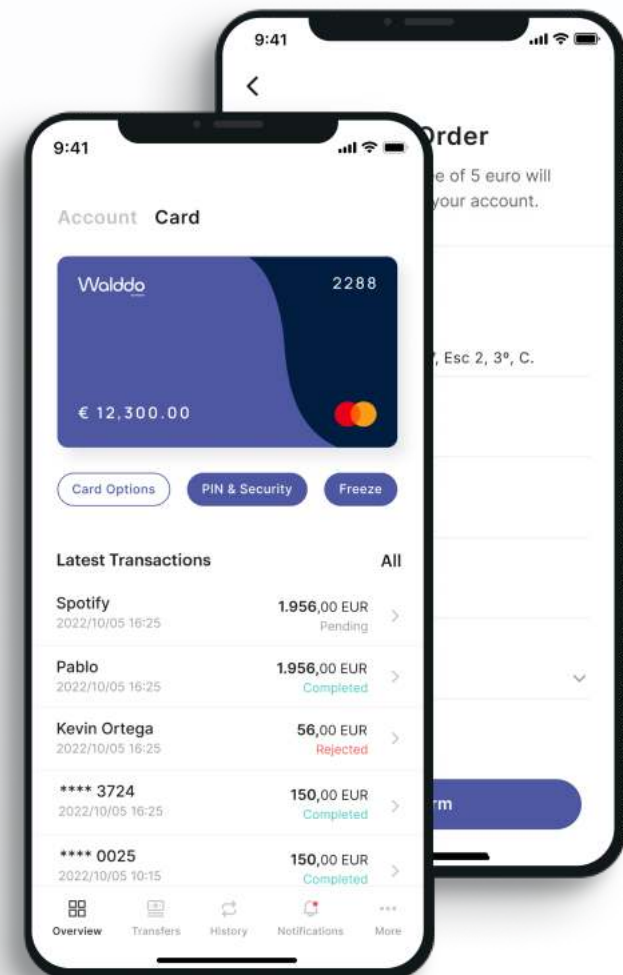 9:41
Account Card
Walddo
2288
€ 12,300.00
Card Options PIN & Security Freeze
Latest Transactions All
Spotify 1.956,00 EUR
2022/10/05 16:25 Pending
Pablo 1.956,00 EUR
2022/10/05 16:25 Completed
Kevin Ortega 56,00 EUR
2022/10/05 16:25 Rejected
**** 3724 150,00 EUR
2022/10/05 16:25 Completed
**** 0025 150,00 EUR
2022/10/05 10:15 Completed
Overview Transfers History Notifications More
9:41
Order
of 5 euro will
your account.
, Esc 2, 3º, C.
rm